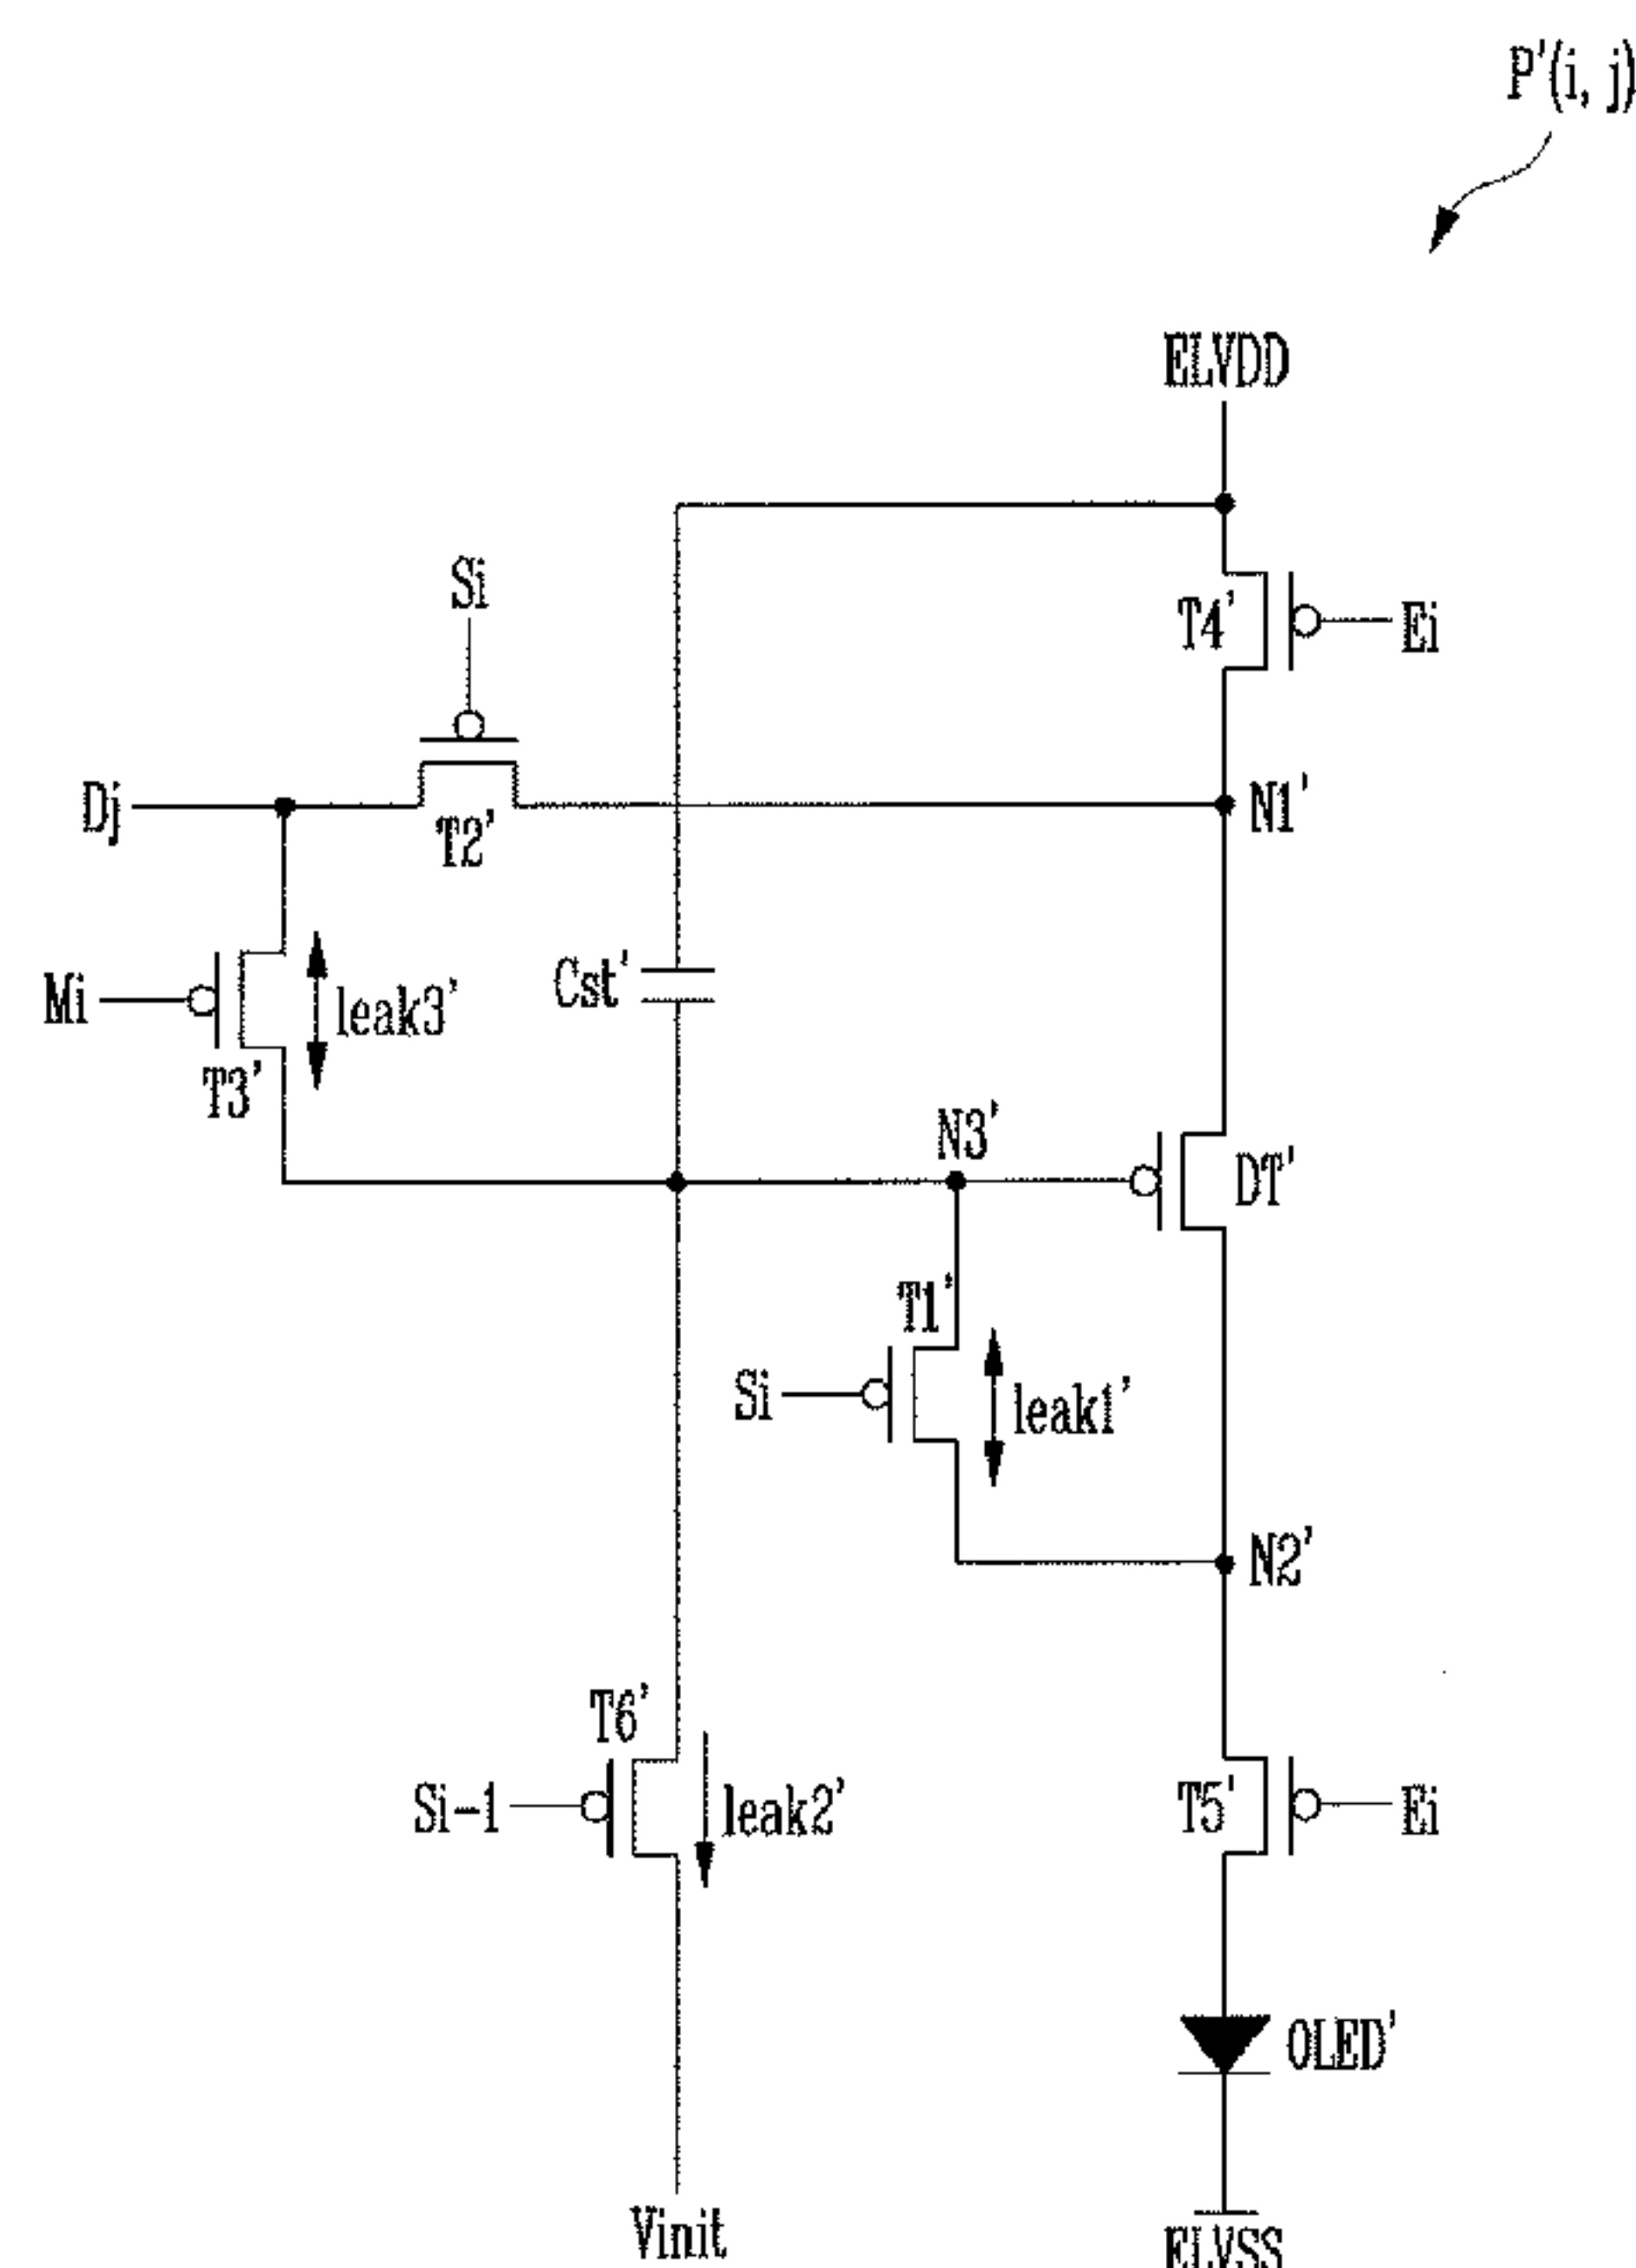 P'(i, j)
ELVDD
Si
T4'
Ei
Dj
T2'
N1'
Mi
leak3'
Cst'
T3'
N3'
DT'
T1'
Si
leak1'
N2'
T6'
Si-1
leak2'
T5'
Ei
OLED'
Vinit
ELVSS